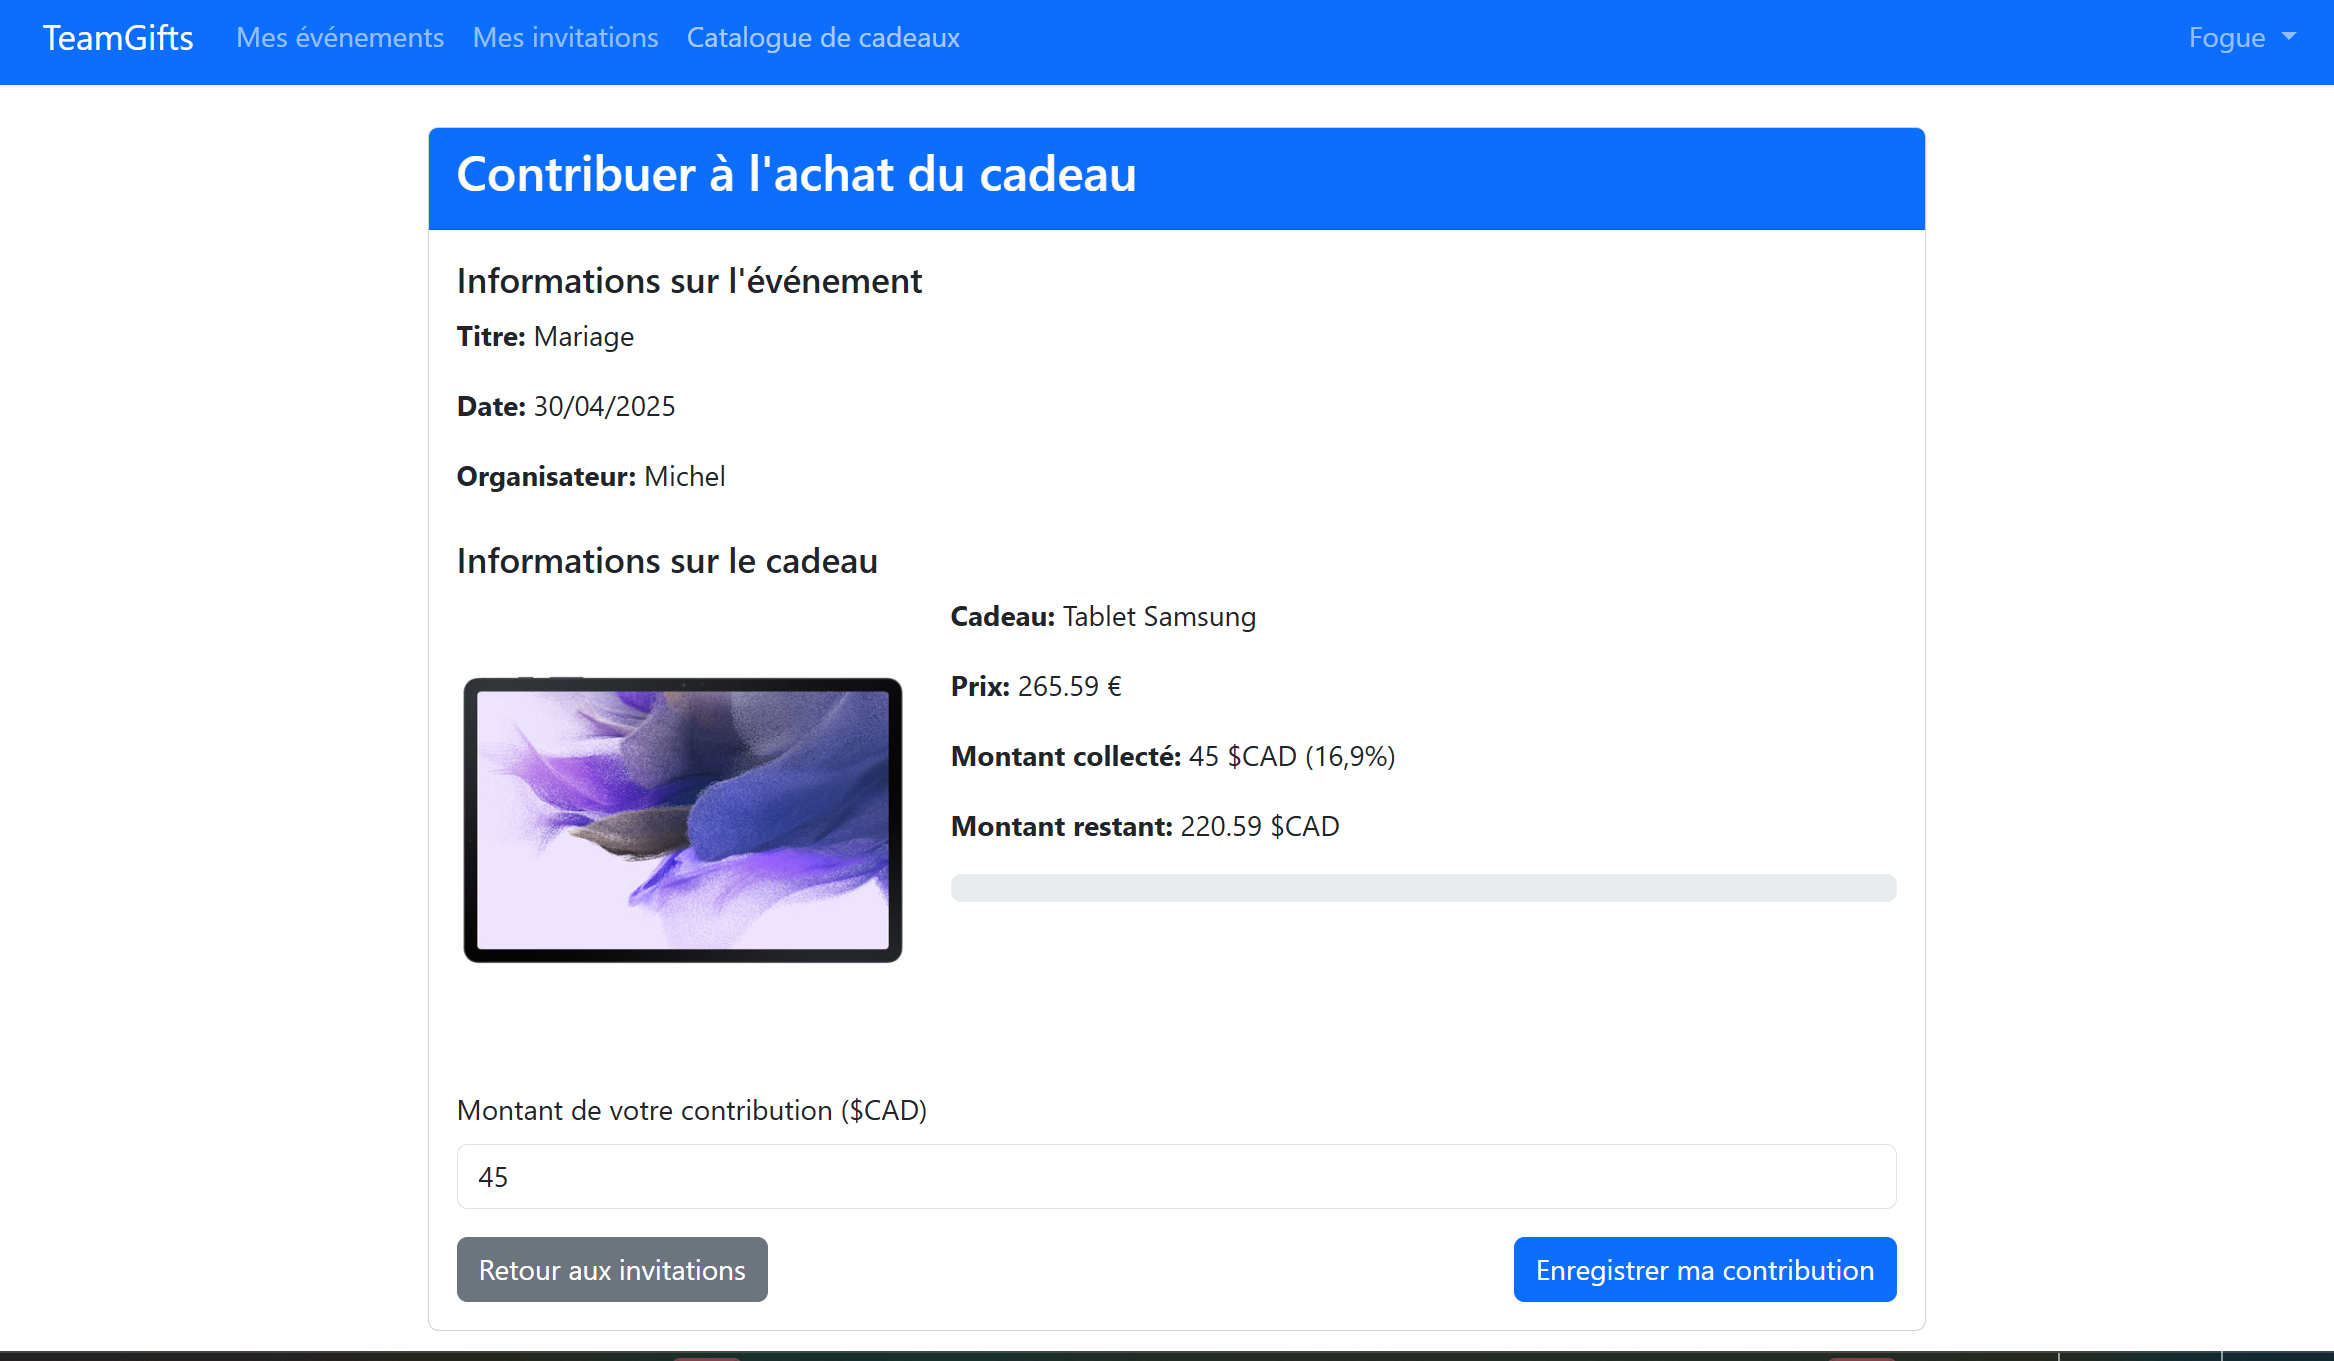 TeamGifts Mes événements Mes invitations Catalogue de cadeaux Fogue
Contribuer à l'achat du cadeau
Informations sur l'événement
Titre: Mariage
Date: 30/04/2025
Organisateur: Michel
Informations sur le cadeau
Cadeau: Tablet Samsung
Prix: 265.59 €
Montant collecté: 45 $CAD (16,9%)
Montant restant: 220.59 $CAD
Montant de votre contribution ($CAD)
45
Retour aux invitations Enregistrer ma contribution